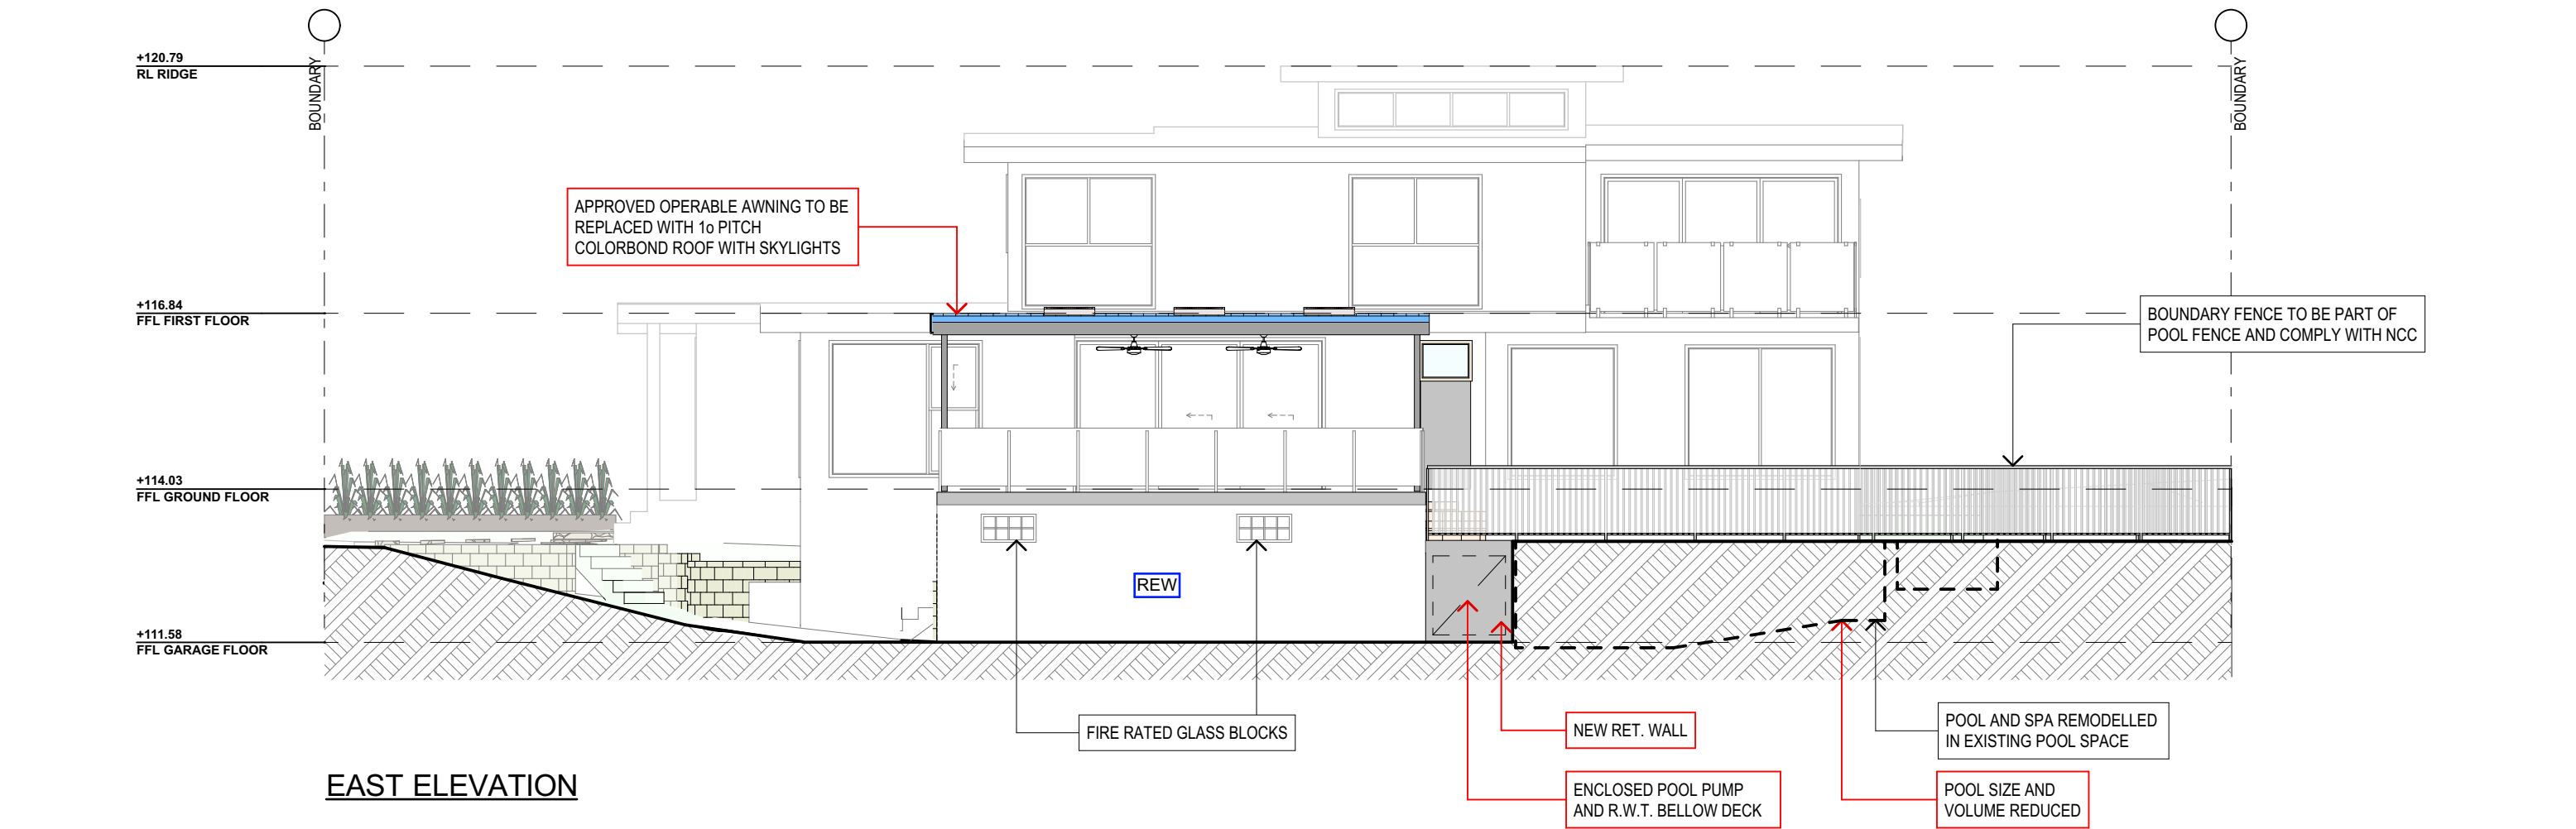 +120.79
RL RIDGE
BOUNDARY
BOUNDARY
APPROVED OPERABLE AWNING TO BE
REPLACED WITH 1o PITCH
COLORBOND ROOF WITH SKYLIGHTS
+116.84
FFL FIRST FLOOR
BOUNDARY FENCE TO BE PART OF
POOL FENCE AND COMPLY WITH NCC
+114.03
FFL GROUND FLOOR
REW
+111.58
FFL GARAGE FLOOR
FIRE RATED GLASS BLOCKS
NEW RET. WALL
POOL AND SPA REMODELLED
IN EXISTING POOL SPACE
ENCLOSED POOL PUMP
AND R.W.T. BELLOW DECK
POOL SIZE AND
VOLUME REDUCED
EAST ELEVATION